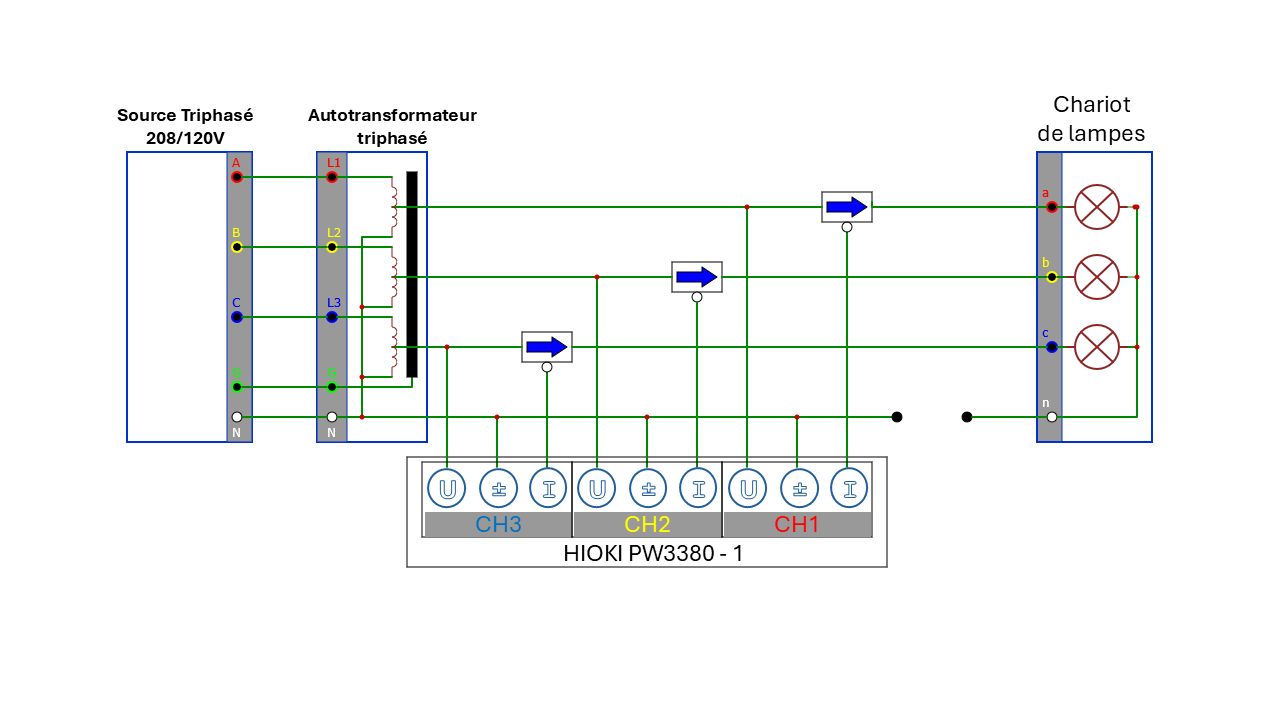 Source Triphasé
208/120V
Autotransformateur
triphasé
Chariot
de lampes
A
L1
B
L2
C
L3
G
G
N
N
a
b
c
n
U ± I U ± I U ± I
CH3 CH2 CH1
HIOKI PW3380 - 1